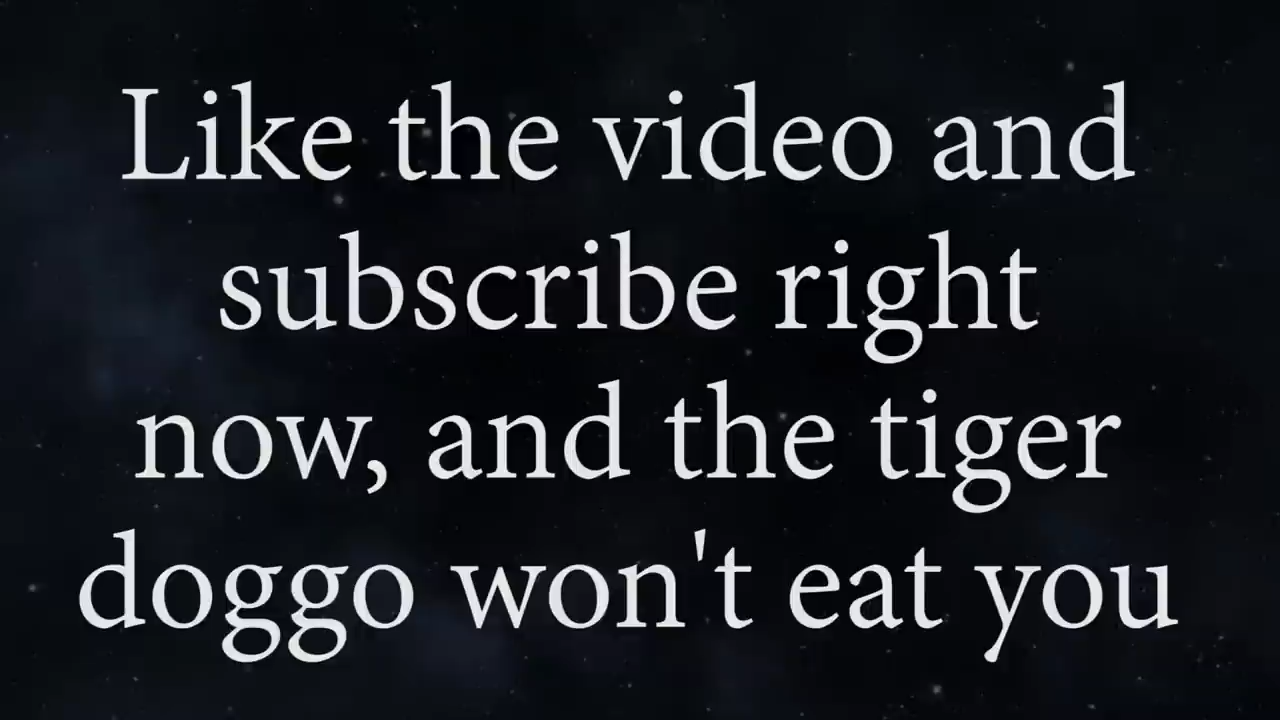 Like the video and
subscribe right
now, and the tiger
doggo won't eat you